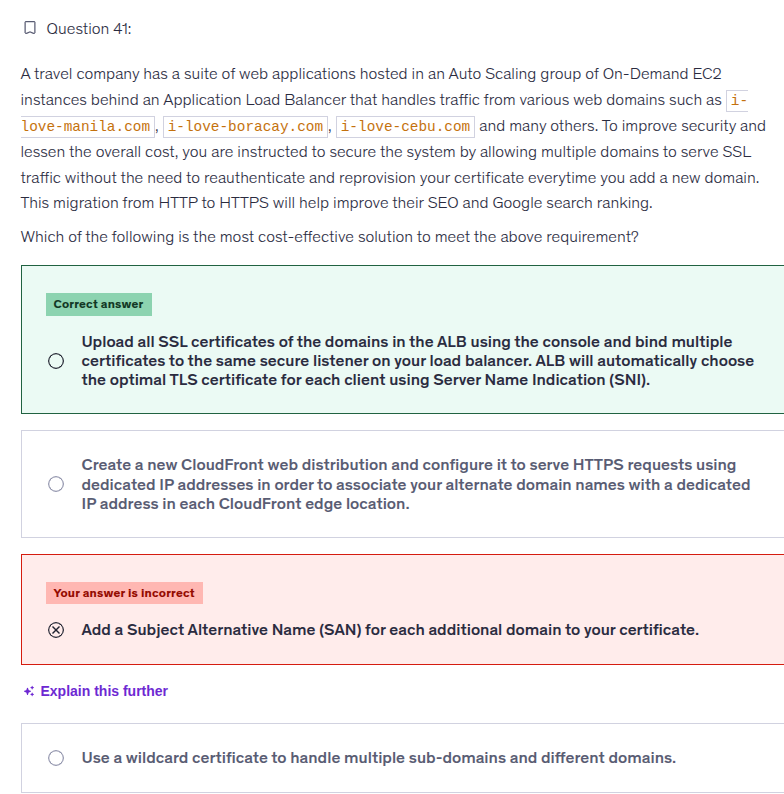 Question 41:
A travel company has a suite of web applications hosted in an Auto Scaling group of On-Demand EC2
instances behind an Application Load Balancer that handles traffic from various web domains such as i-
love-manila.com, i-love-boracay.com, i-love-cebu.com and many others. To improve security and
lessen the overall cost, you are instructed to secure the system by allowing multiple domains to serve SSL
traffic without the need to reauthenticate and reprovision your certificate everytime you add a new domain.
This migration from HTTP to HTTPS will help improve their SEO and Google search ranking.
Which of the following is the most cost-effective solution to meet the above requirement?
Correct answer
Upload all SSL certificates of the domains in the ALB using the console and bind multiple
certificates to the same secure listener on your load balancer. ALB will automatically choose
the optimal TLS certificate for each client using Server Name Indication (SNI).
Create a new CloudFront web distribution and configure it to serve HTTPS requests using
dedicated IP addresses in order to associate your alternate domain names with a dedicated
IP address in each CloudFront edge location.
Your answer is incorrect
Add a Subject Alternative Name (SAN) for each additional domain to your certificate.
Explain this further
Use a wildcard certificate to handle multiple sub-domains and different domains.